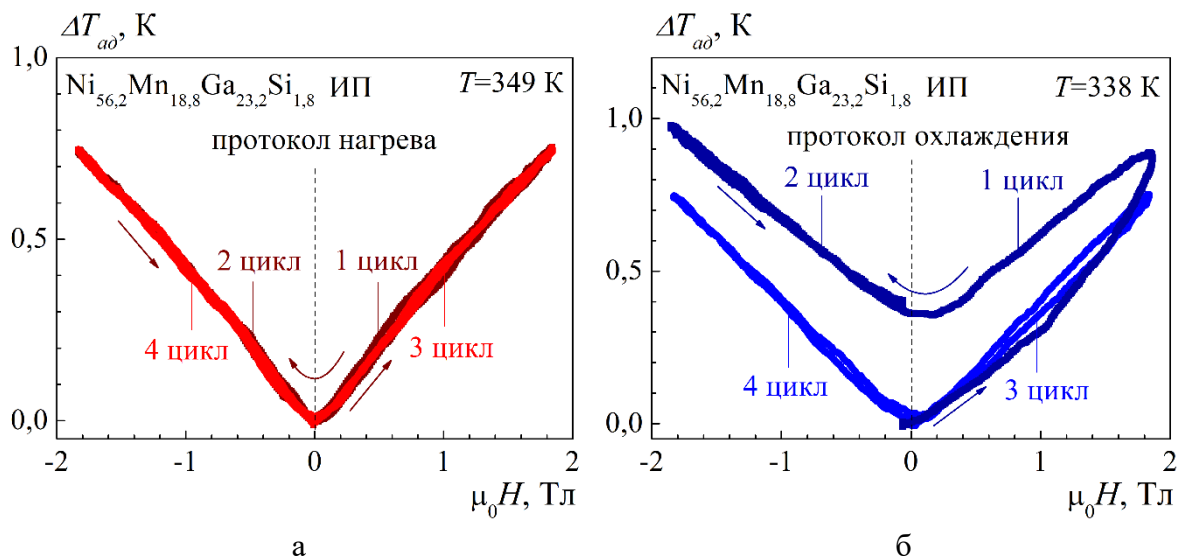 ΔTₐд, К
1,0
Ni₅₆,₂Mn₁₈,₈Ga₂₃,₂Si₁,₈ ИП T=349 К
протокол нагрева
0,5
2 цикл 1 цикл
4 цикл 3 цикл
0,0
-2 -1 0 1 2
μ₀H, Тл
а
ΔTₐд, К
Ni₅₆,₂Mn₁₈,₈Ga₂₃,₂Si₁,₈ ИП T=338 К
1,0
протокол охлаждения
2 цикл 1 цикл
0,5
4 цикл 3 цикл
0,0
-2 -1 0 1 2
μ₀H, Тл
б